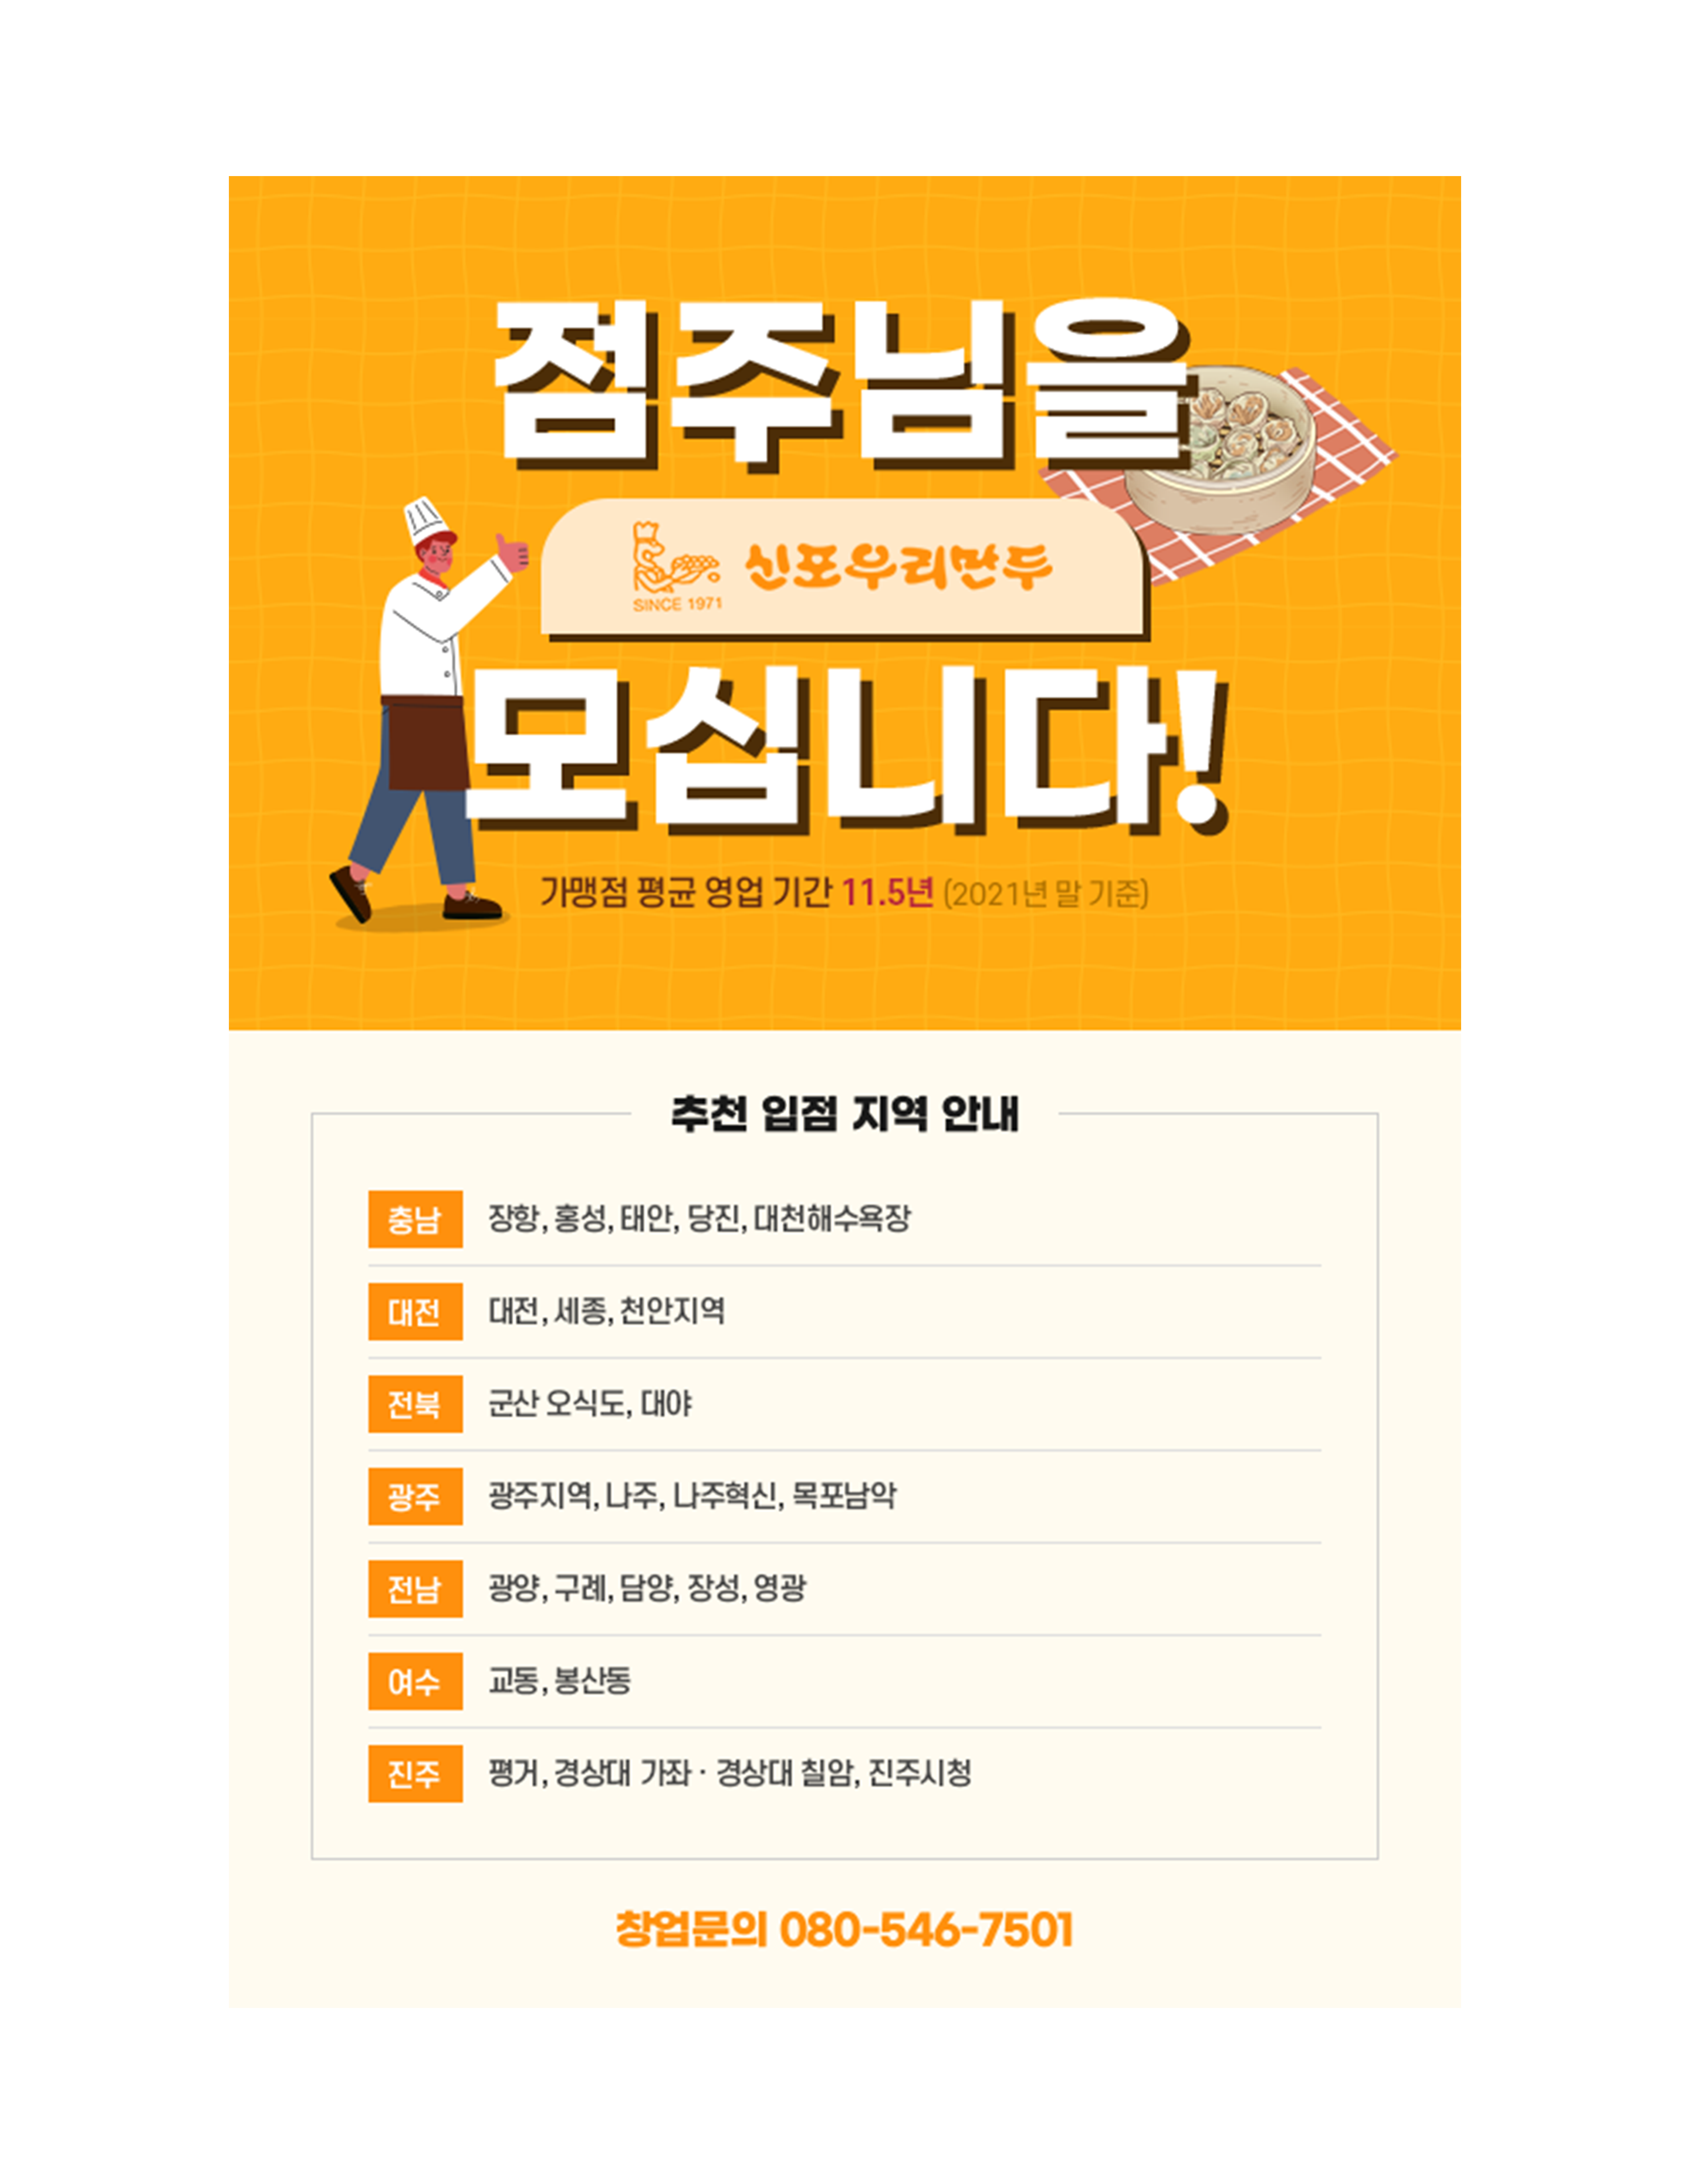 점주님을
SINCE 1971
신포우리만두
모십니다!
가맹점 평균 영업 기간 11.5년 (2021년 말 기준)
추천 입점 지역 안내
충남 장항, 홍성, 태안, 당진, 대천해수욕장
대전 대전, 세종, 천안지역
전북 군산 오식도, 대야
광주 광주지역, 나주, 나주혁신, 목포남악
전남 광양, 구례, 담양, 장성, 영광
여수 교동, 봉산동
진주 평거, 경상대 가좌 · 경상대 칠암, 진주시청
창업문의 080-546-7501